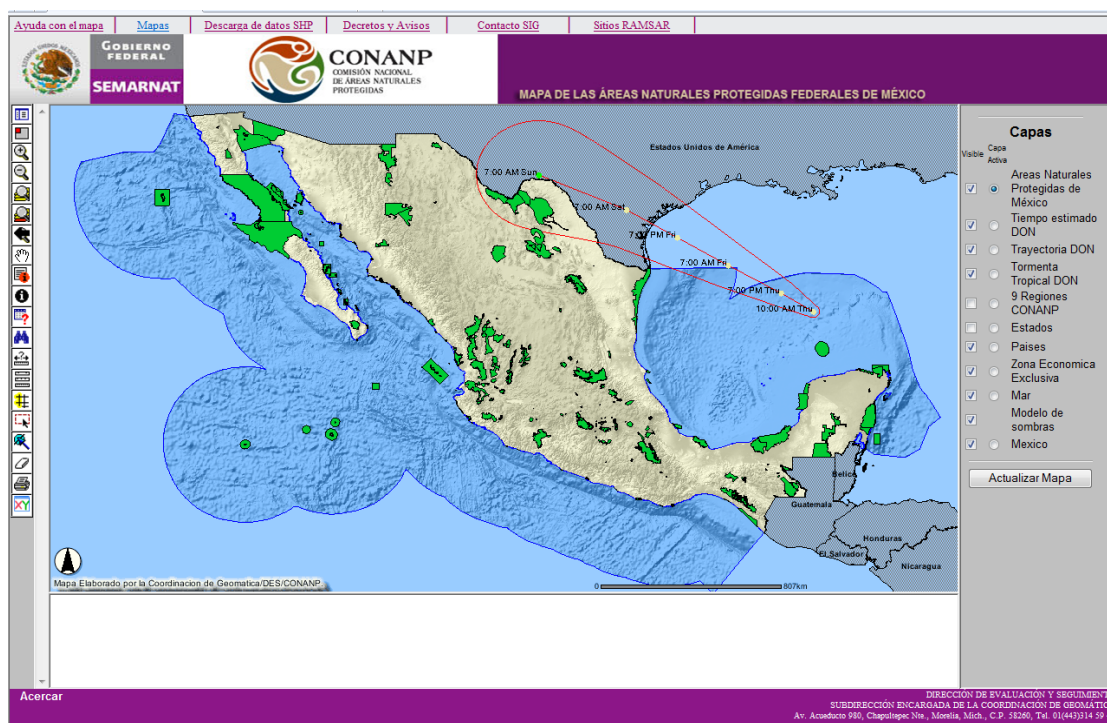 Ayuda con el mapa
Mapas
Descarga de datos SHP
Decretos y Avisos
Contacto SIG
Sitios RAMSAR
GOBIERNO
FEDERAL
SEMARNAT
CONANP
COMISIÓN NACIONAL
DE ÁREAS NATURALES
PROTEGIDAS
MAPA DE LAS ÁREAS NATURALES PROTEGIDAS FEDERALES DE MÉXICO
Estados Unidos de América
7:00 AM Sun
7:00 AM Sat
PM Fri
7:00 AM Fri
7:00 PM Thu
10:00 AM Thu
Belice
Guatemala
Honduras
El Salvador
Nicaragua
Mapa Elaborado por la Coordinacion de Geomatica/DES/CONANP
0
807km
Capas
Visible
Capa
Activa
Areas Naturales
Protegidas de
México
Tiempo estimado
DON
Trayectoria DON
Tormenta
Tropical DON
9 Regiones
CONANP
Estados
Paises
Zona Economica
Exclusiva
Mar
Modelo de
sombras
Mexico
Actualizar Mapa
Acercar
DIRECCIÓN DE EVALUACIÓN Y SEGUIMIENT
SUBDIRECCIÓN ENCARGADA DE LA COORDINACION DE GEOMATIC
Av. Acueducto 980, Chapultepec Nte., Morelia, Mich., C.P. 58260, Tel. 01(443)314 59